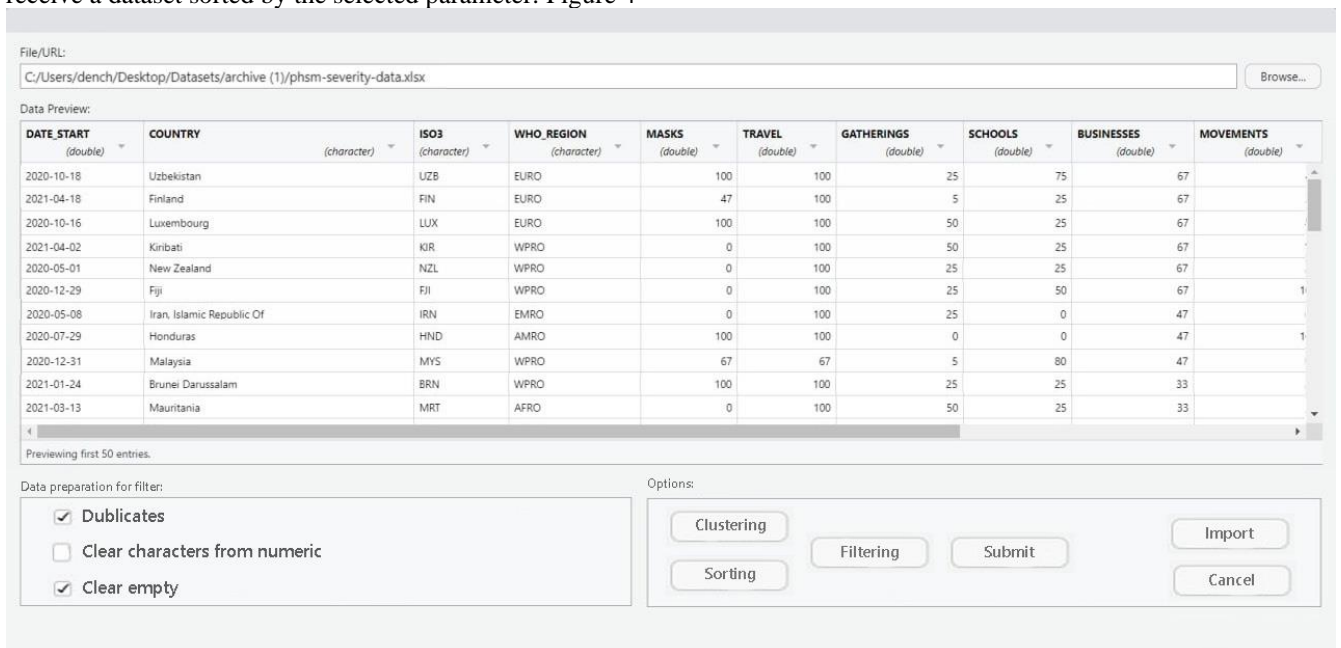 receive a dataset sorted by the selected parameter. Figure 4
File/URL:
C:/Users/dench/Desktop/Datasets/archive (1)/phsm-severity-data.xlsx Browse...
Data Preview:
DATE_START COUNTRY ISO3 WHO_REGION MASKS TRAVEL GATHERINGS SCHOOLS BUSINESSES MOVEMENTS
(double) (character) (character) (character) (double) (double) (double) (double) (double) (double)
2020-10-18 Uzbekistan UZB EURO 100 100 25 75 67
2021-04-18 Finland FIN EURO 47 100 5 25 67
2020-10-16 Luxembourg LUX EURO 100 100 50 25 67
2021-04-02 Kiribati KIR WPRO 0 100 50 25 67
2020-05-01 New Zealand NZL WPRO 0 100 25 25 67
2020-12-29 Fiji FJI WPRO 0 100 25 50 67
2020-05-08 Iran, Islamic Republic Of IRN EMRO 0 100 25 0 47
2020-07-29 Honduras HND AMRO 100 100 0 0 47
2020-12-31 Malaysia MYS WPRO 67 67 5 80 47
2021-01-24 Brunei Darussalam BRN WPRO 100 100 25 25 33
2021-03-13 Mauritania MRT AFRO 0 100 50 25 33
Previewing first 50 entries.
Data preparation for filter:
Dublicates
Clear characters from numeric
Clear empty
Options:
Clustering
Sorting
Filtering
Submit
Import
Cancel